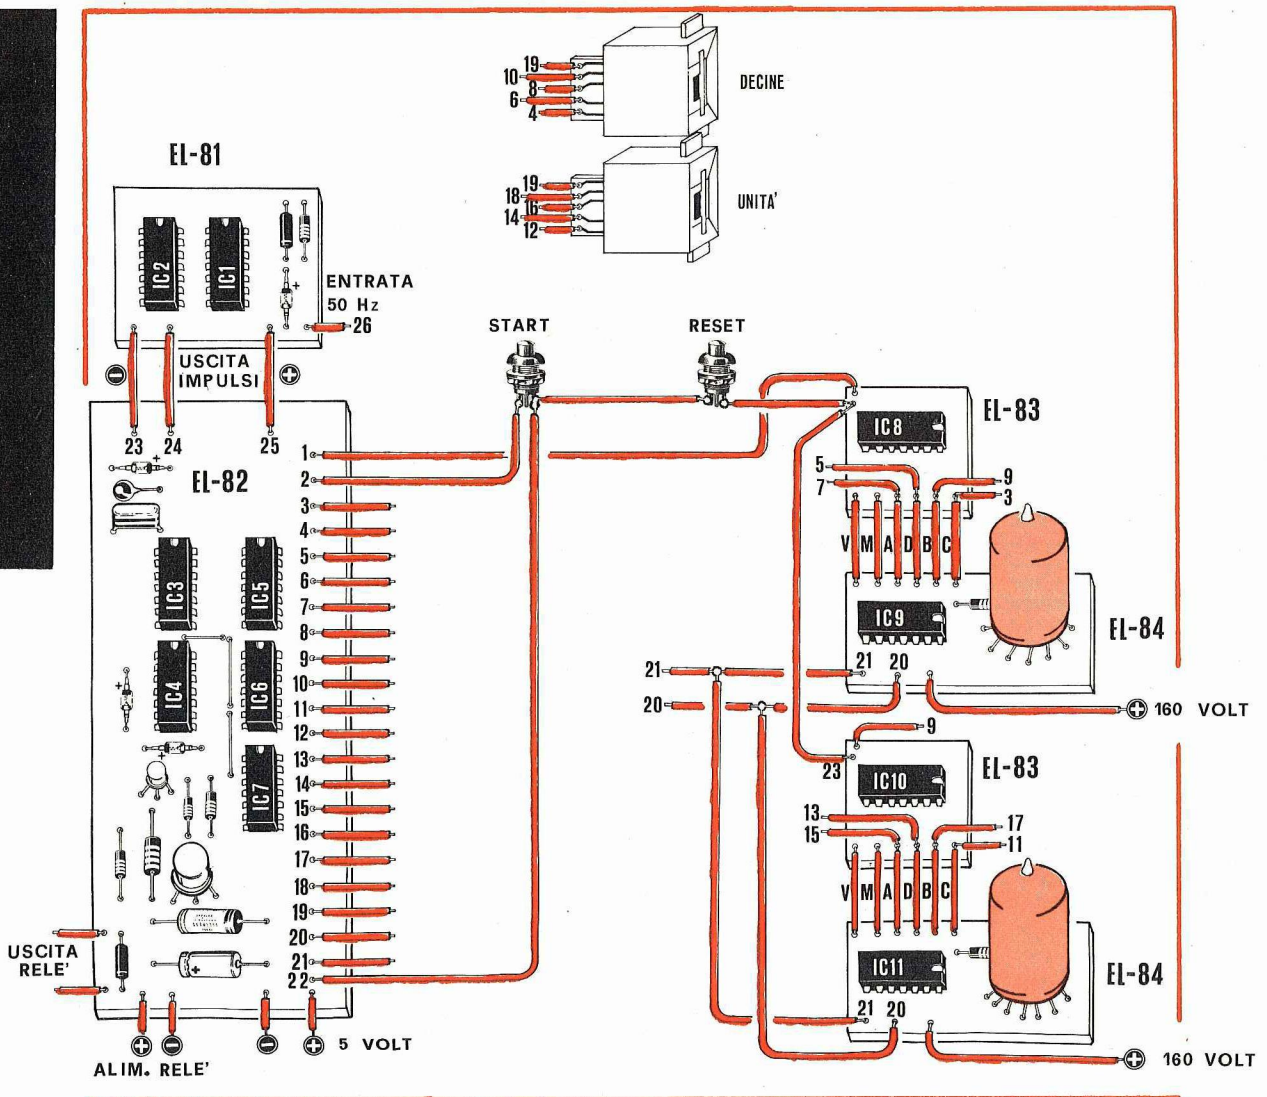 19
10
8
6
4
DECINE
EL-81
19
18
16
14
12
UNITA'
IC2
IC1
+
ENTRATA
50 Hz
26
START
RESET
USCITA
IMPULSI
23
24
25
EL-82
+
IC3
IC5
IC4
IC6
IC7
+
+
+
1
2
3
4
5
6
7
8
9
10
11
12
13
14
15
16
17
18
19
20
21
22
USCITA
RELE'
5 VOLT
ALIM. RELE'
EL-83
IC8
5
7
9
3
V M A D B C
IC9
EL-84
21
20
21
20
160 VOLT
9
23
EL-83
IC10
13
15
17
11
V M A D B C
IC11
EL-84
21 20
160 VOLT